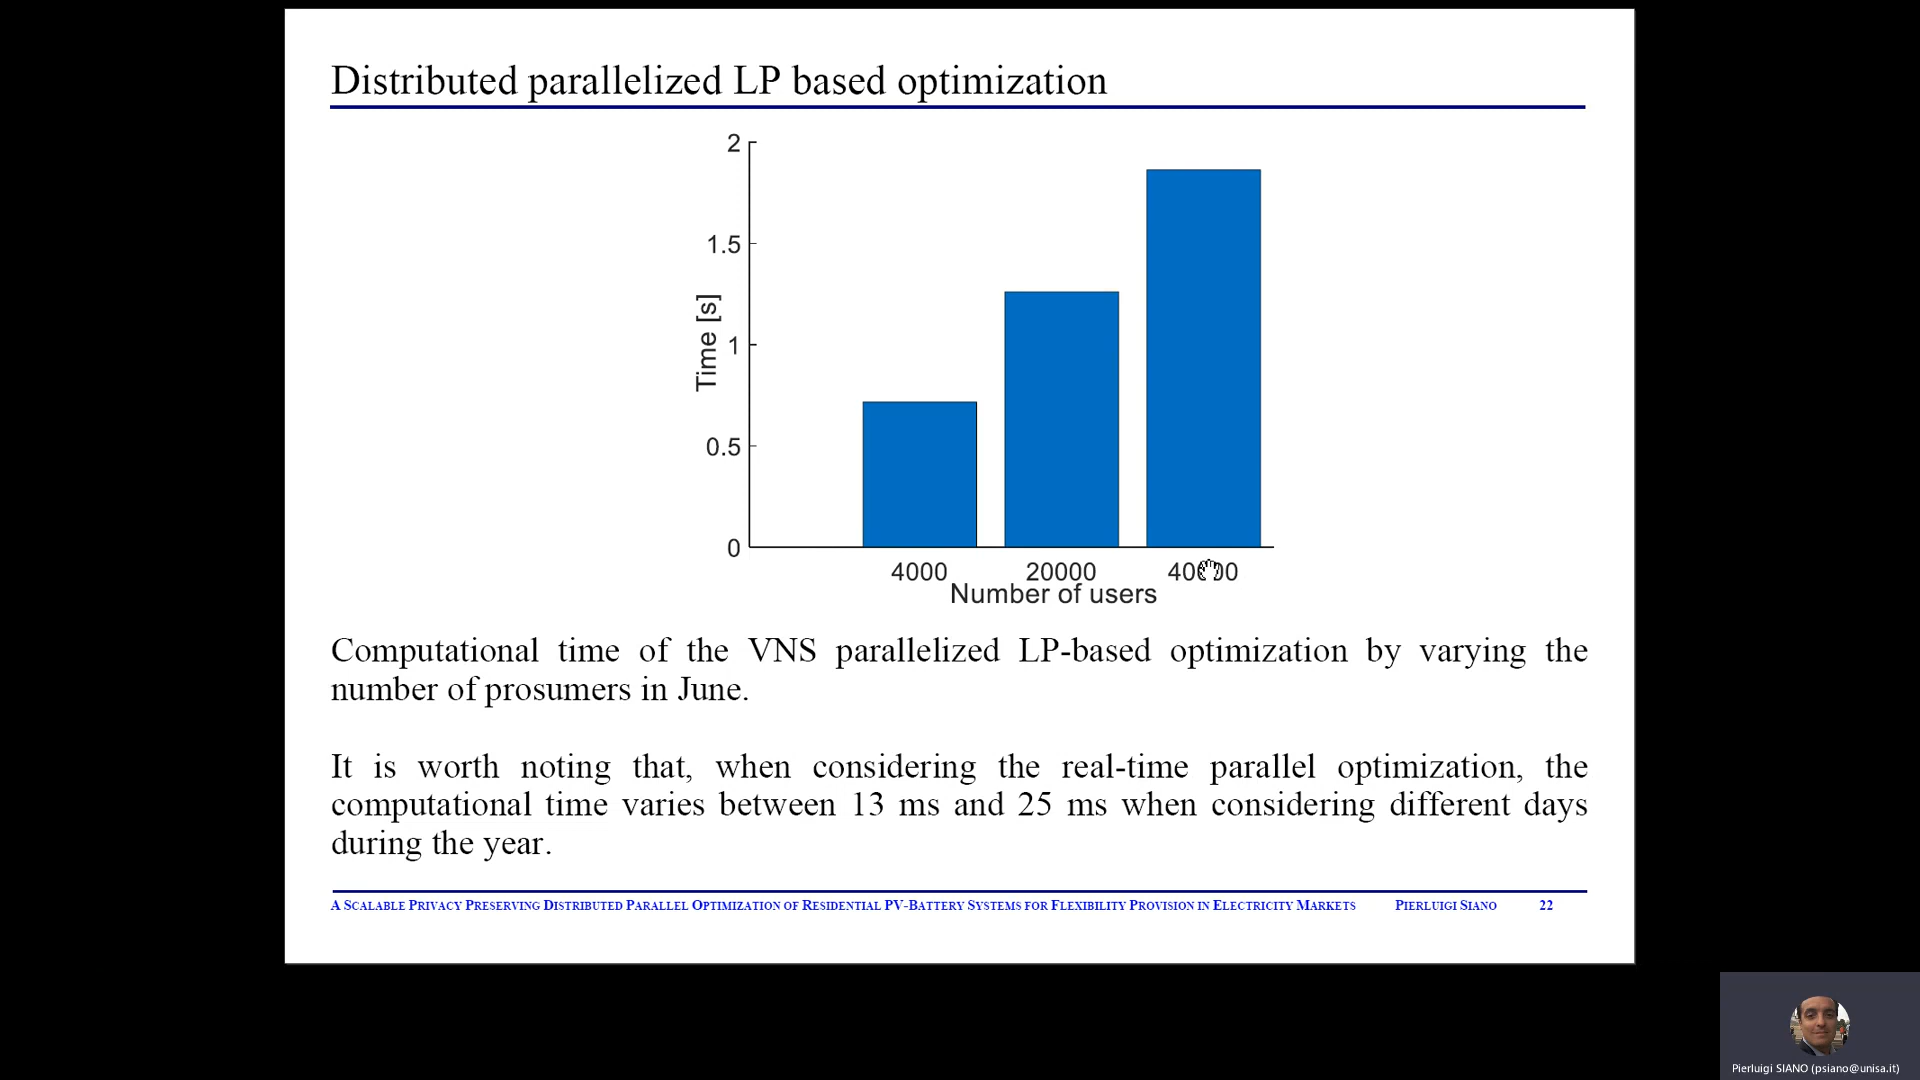 Distributed parallelized LP based optimization
2
1.5
1
0.5
0
Time [s]
4000 20000
Number of users
Computational time of the VNS parallelized LP-based optimization by varying the
number of prosumers in June.
It is worth noting that, when considering the real-time parallel optimization, the
computational time varies between 13 ms and 25 ms when considering different days
during the year.
A SCALABLE PRIVACY PRESERVING DISTRIBUTED PARALLEL OPTIMIZATION OF RESIDENTIAL PV-BATTERY SYSTEMS FOR FLEXIBILITY PROVISION IN ELECTRICITY MARKETS PIERLUIGI SIANO 22
Pierluigi SIANO (psiano@unisa.it)